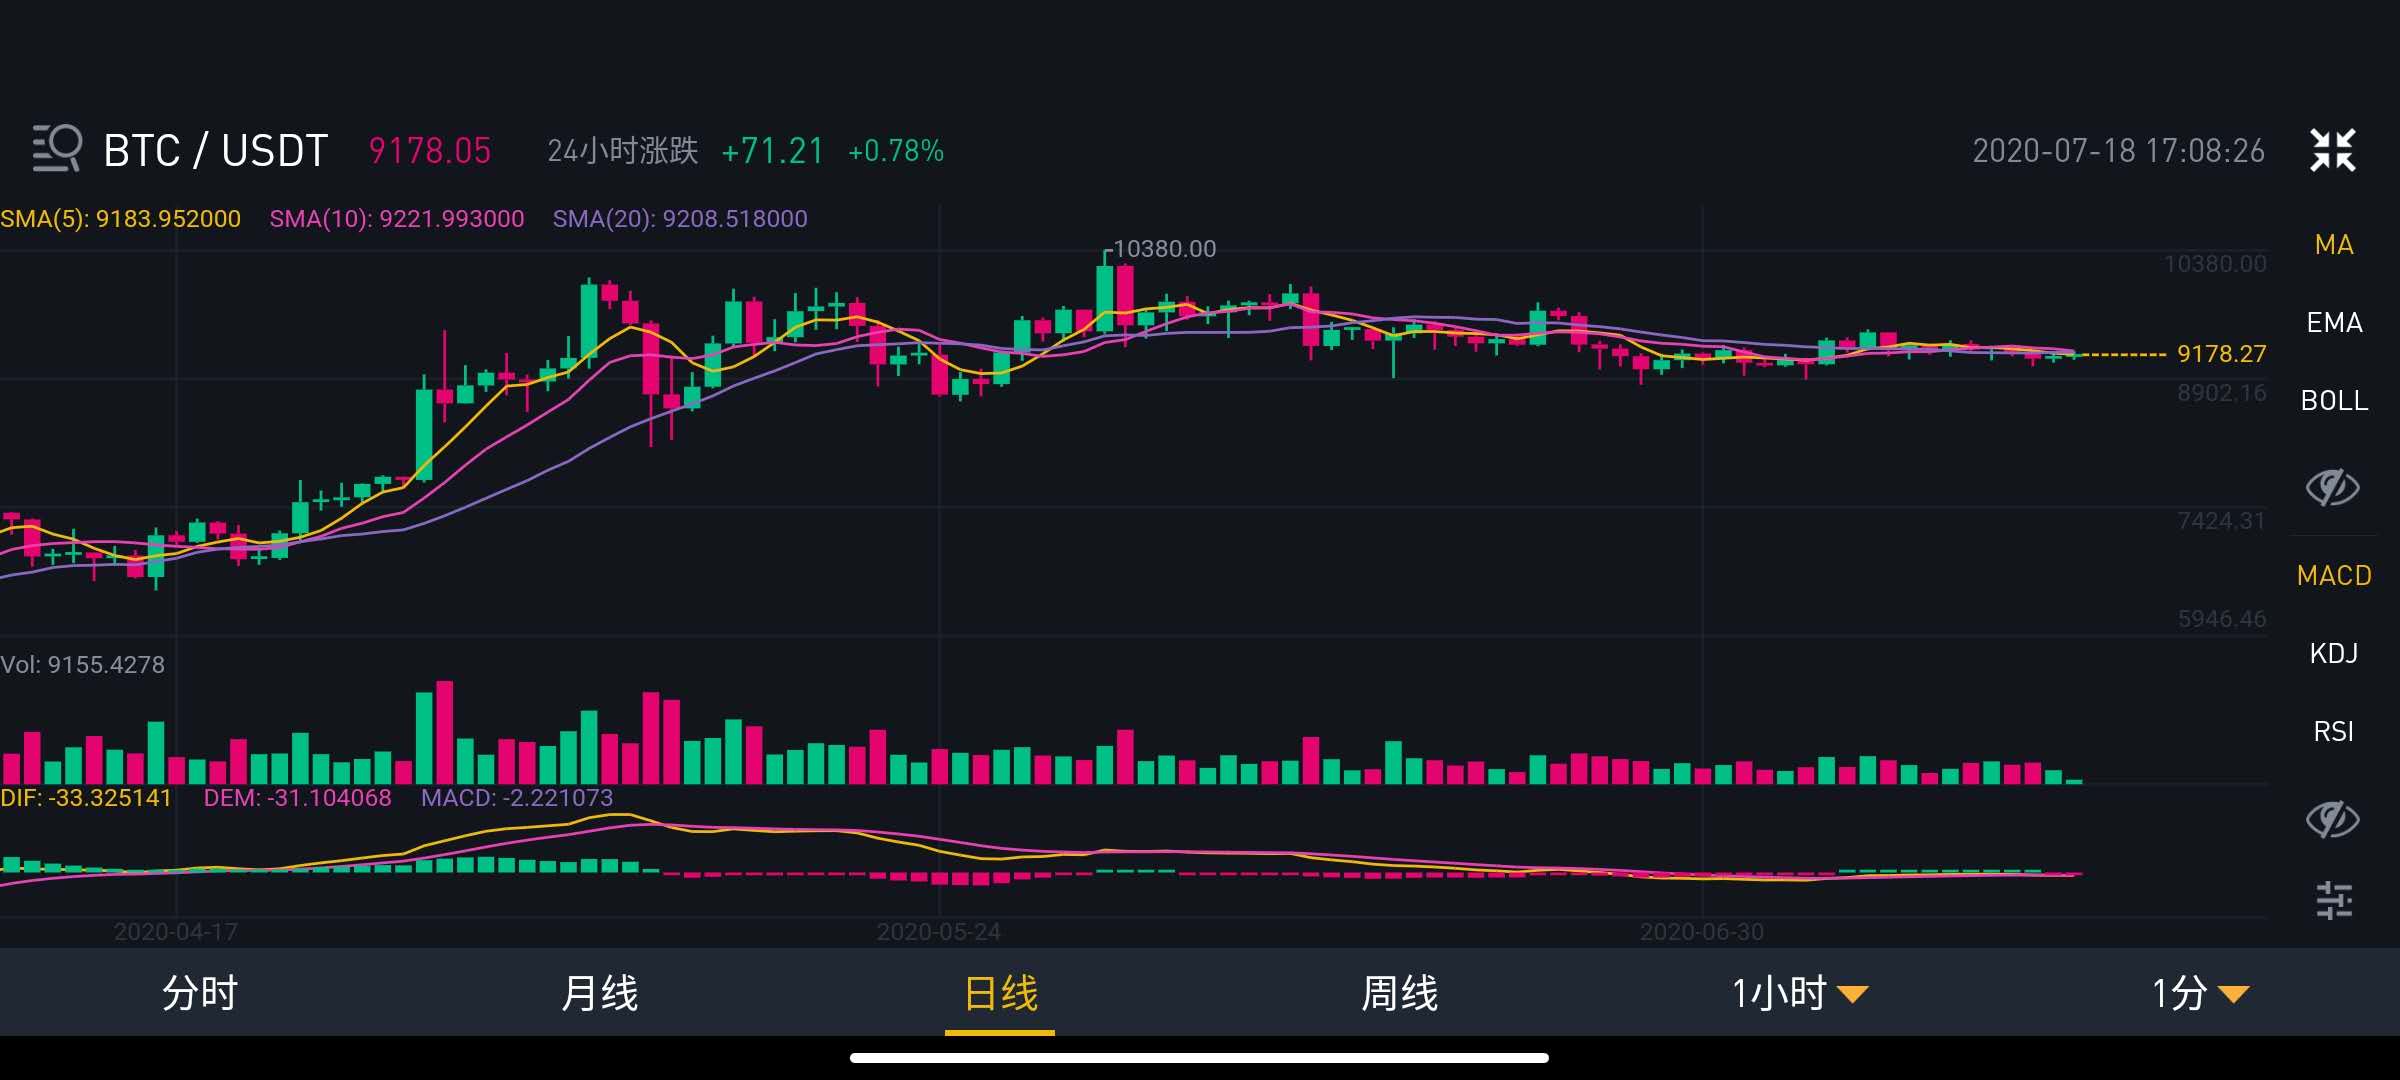 BTC / USDT 9178.05 24小时涨跌 +71.21 +0.78% 2020-07-18 17:08:26
SMA(5): 9183.952000 SMA(10): 9221.993000 SMA(20): 9208.518000
MA
10380.00
10380.00
EMA
9178.27
8902.16
BOLL
7424.31
MACD
5946.46
Vol: 9155.4278
KDJ
RSI
DIF: -33.325141 DEM: -31.104068 MACD: -2.221073
2020-04-17 2020-05-24 2020-06-30
分时 月线 日线 周线 1小时 1分